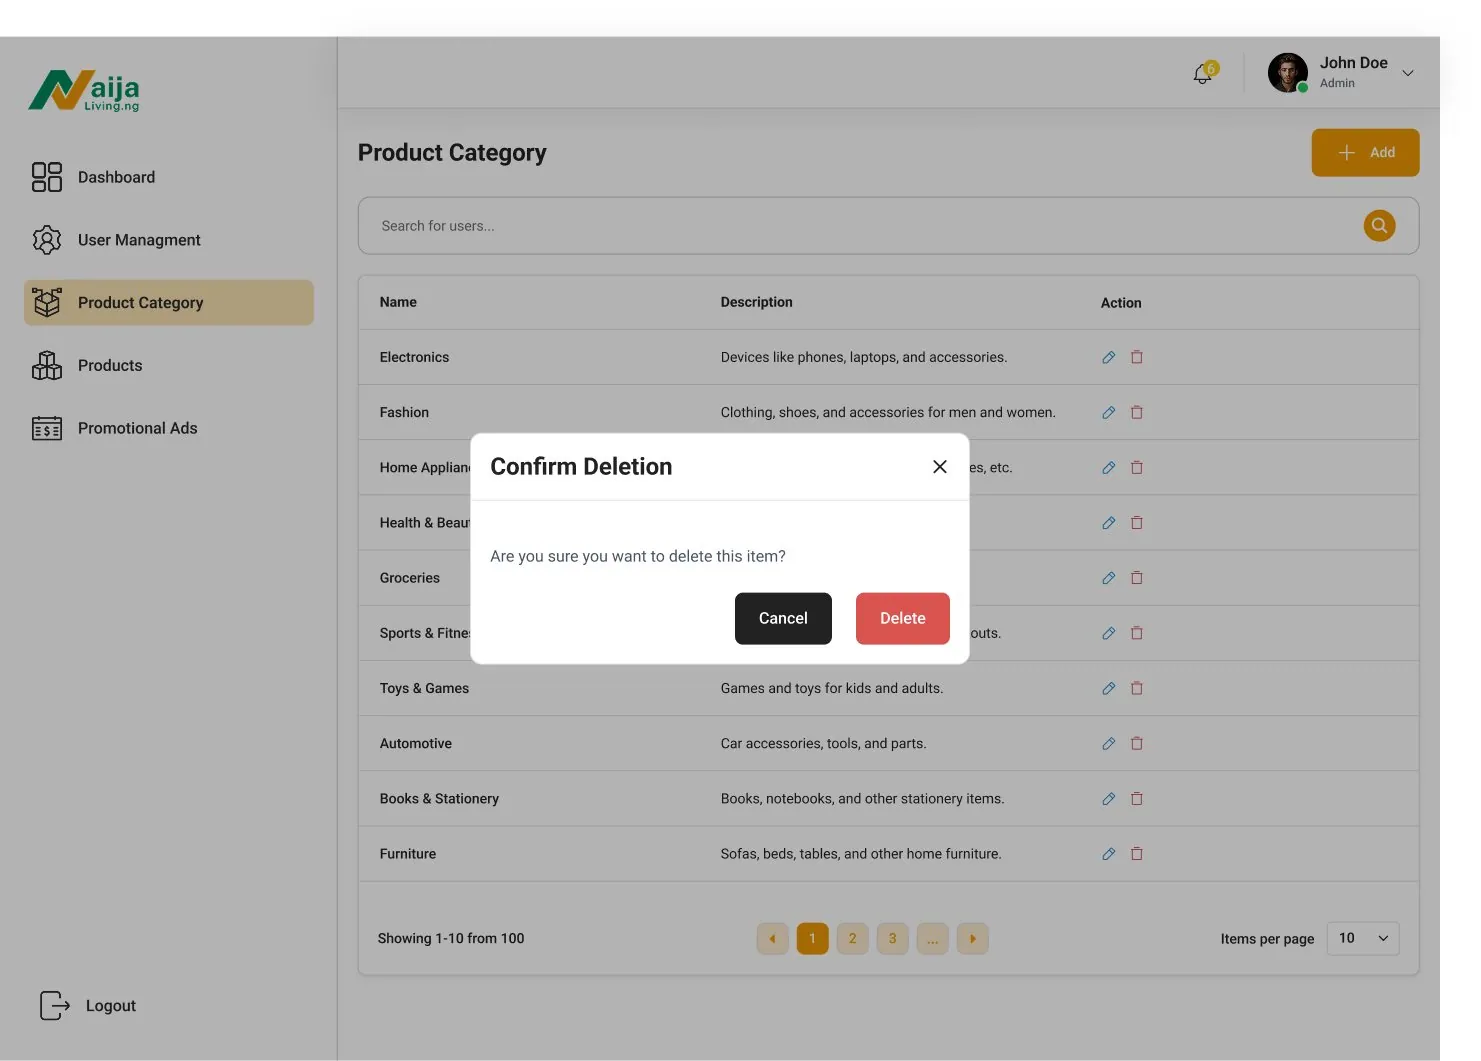 Naija
Living.ng
6
John Doe
Admin
Dashboard
User Managment
Product Category
Products
Promotional Ads
Logout
Product Category
Add
Search for users...
Name Description Action
Electronics Devices like phones, laptops, and accessories.
Fashion Clothing, shoes, and accessories for men and women.
Home Applian es, etc.
Health & Beau
Groceries
Sports & Fitne outs.
Toys & Games Games and toys for kids and adults.
Automotive Car accessories, tools, and parts.
Books & Stationery Books, notebooks, and other stationery items.
Furniture Sofas, beds, tables, and other home furniture.
Confirm Deletion
Are you sure you want to delete this item?
Cancel Delete
Showing 1-10 from 100 1 2 3 ... Items per page 10